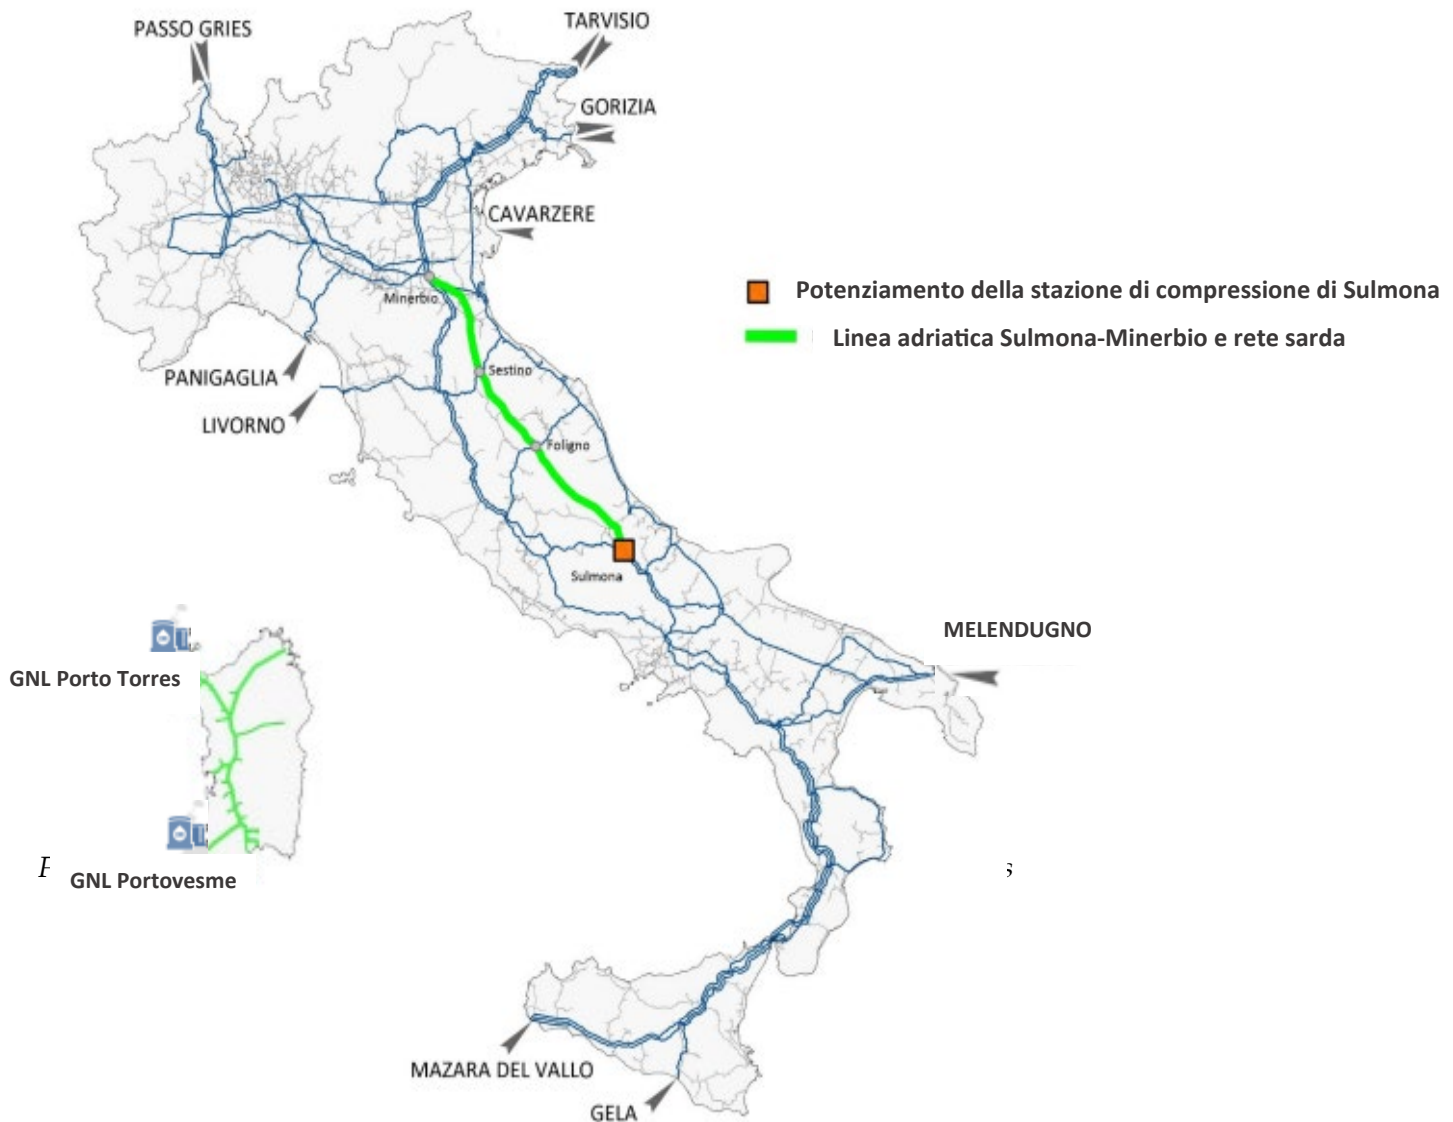 TARVISIO
PASSO GRIES
GORIZIA
CAVARZERE
Minerbio
Potenziamento della stazione di compressione di Sulmona
Linea adriatica Sulmona-Minerbio e rete sarda
Sestino
PANIGAGLIA
LIVORNO
Foligno
Sulmona
MELENDUGNO
GNL Porto Torres
GNL Portovesme
MAZARA DEL VALLO
GELA